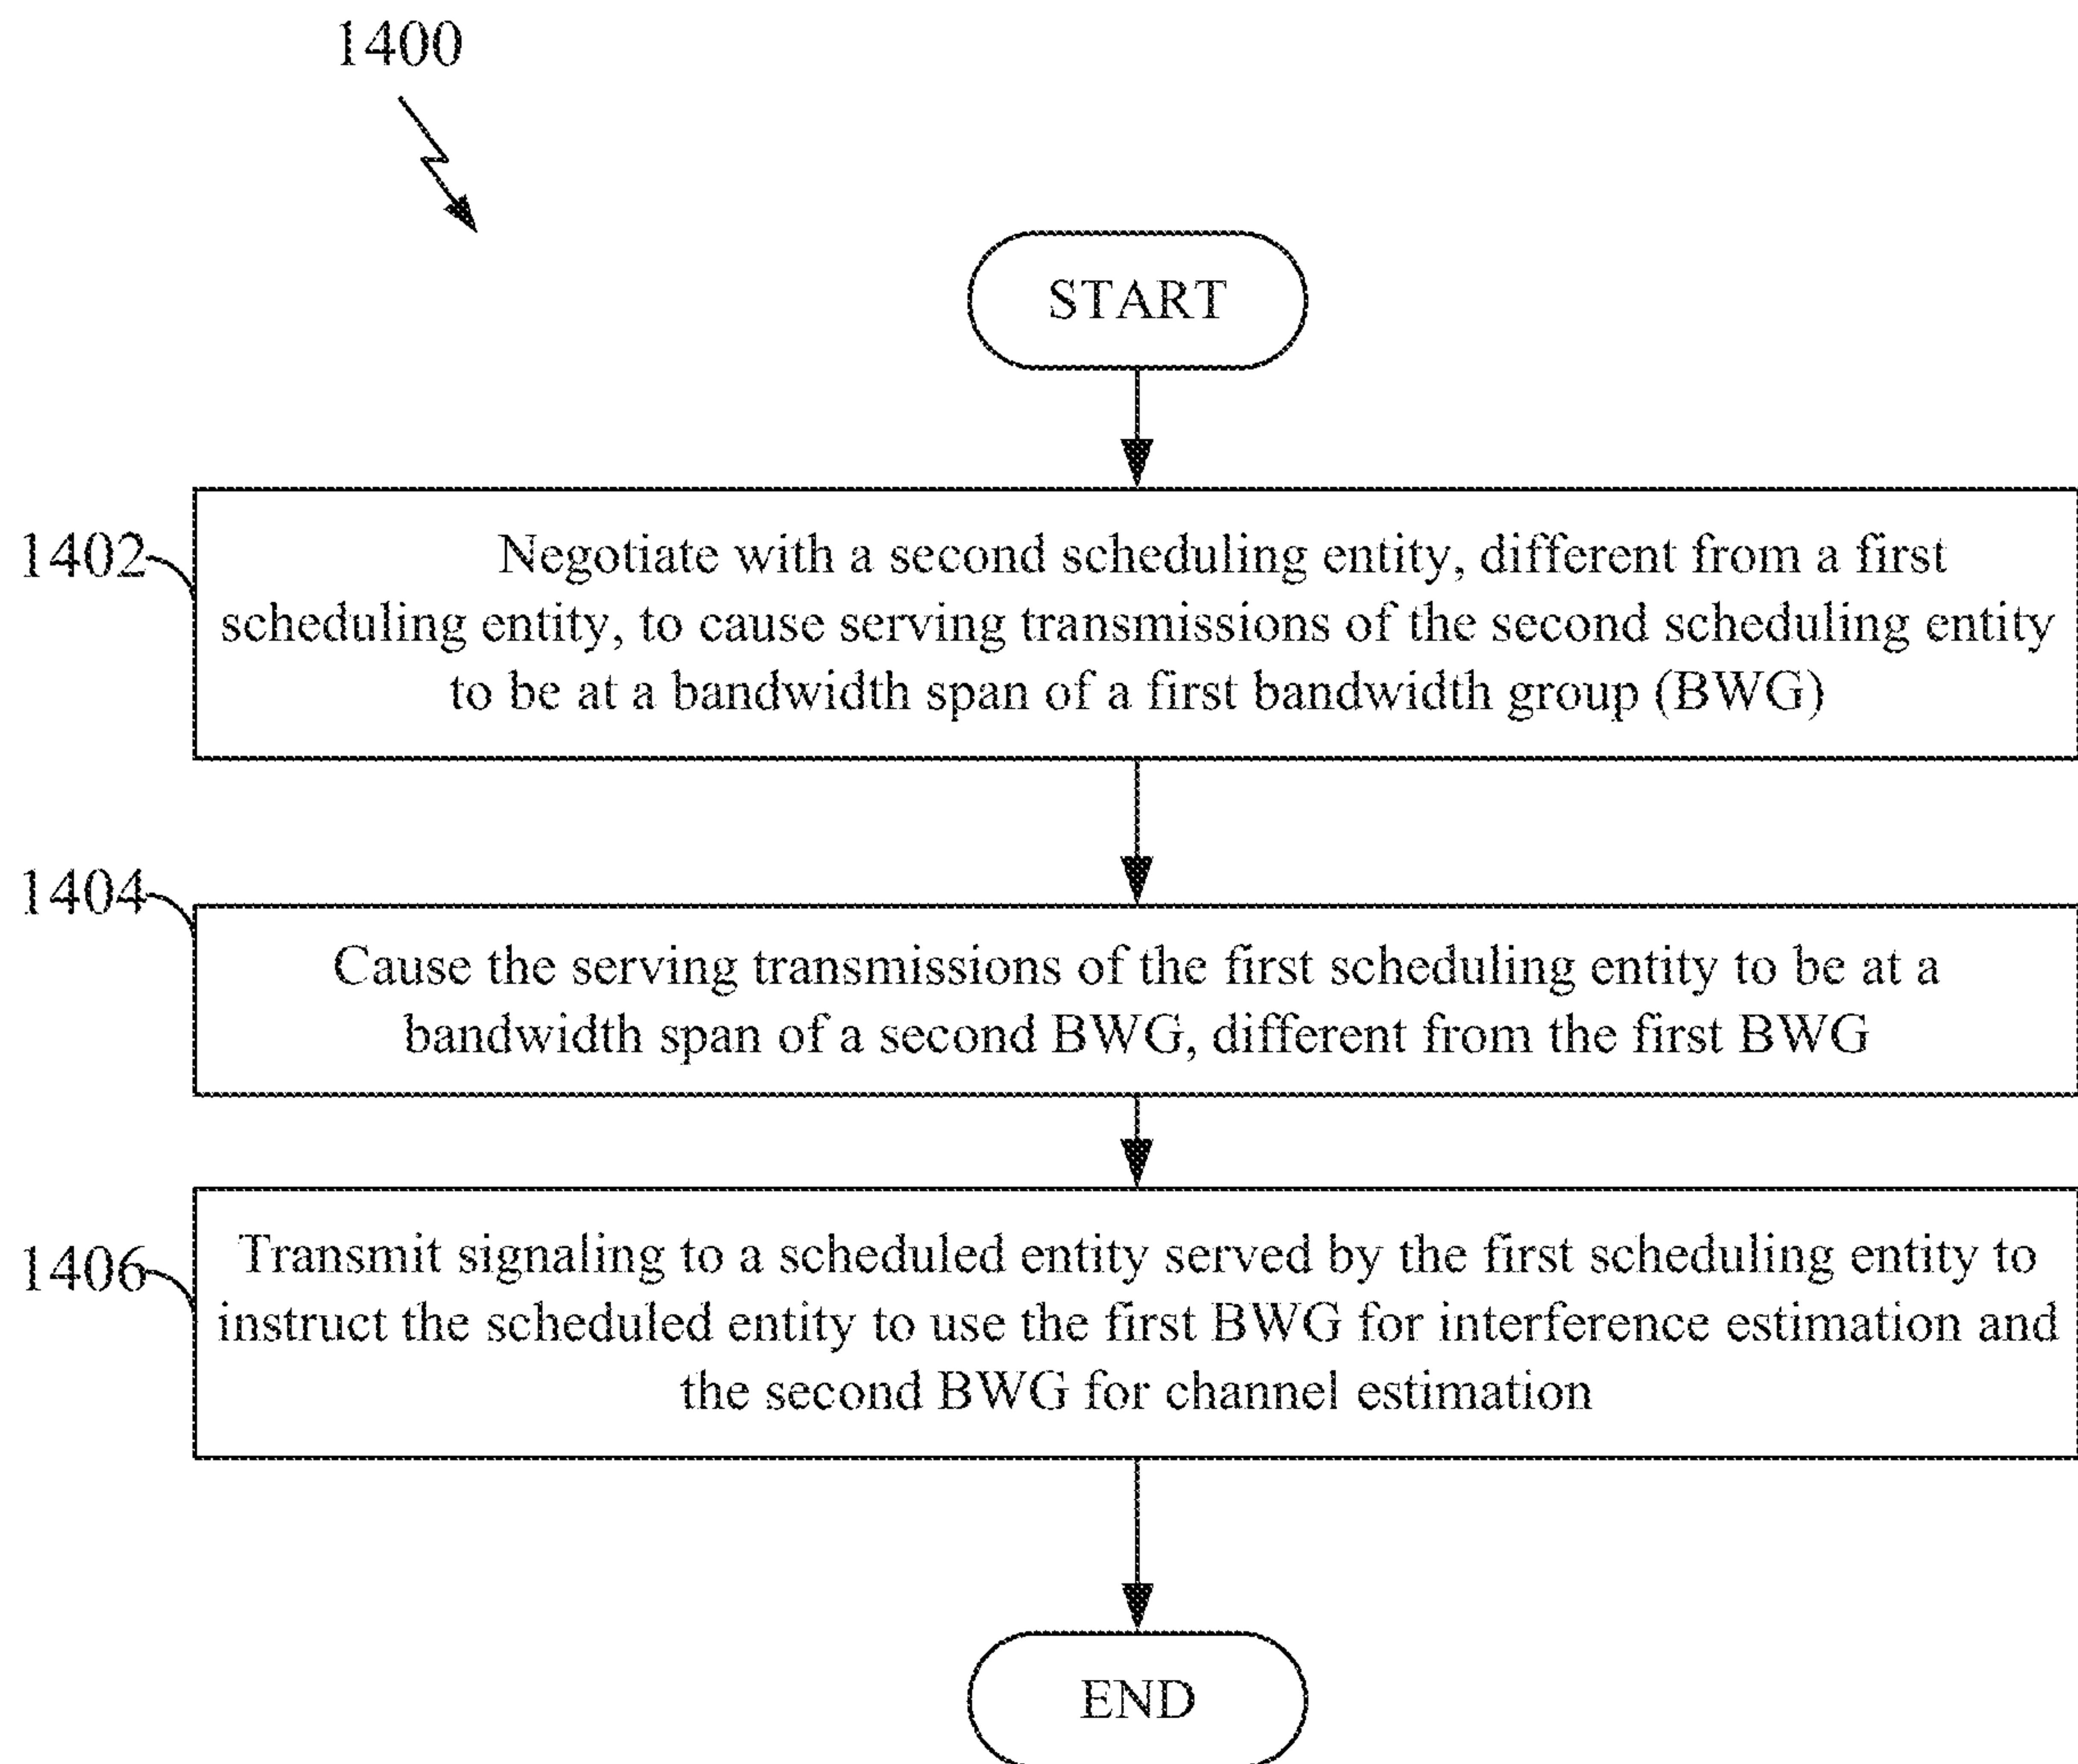 1400
START
1402
Negotiate with a second scheduling entity, different from a first
scheduling entity, to cause serving transmissions of the second scheduling entity
to be at a bandwidth span of a first bandwidth group (BWG)
1404
Cause the serving transmissions of the first scheduling entity to be at a
bandwidth span of a second BWG, different from the first BWG
1406
Transmit signaling to a scheduled entity served by the first scheduling entity to
instruct the scheduled entity to use the first BWG for interference estimation and
the second BWG for channel estimation
END